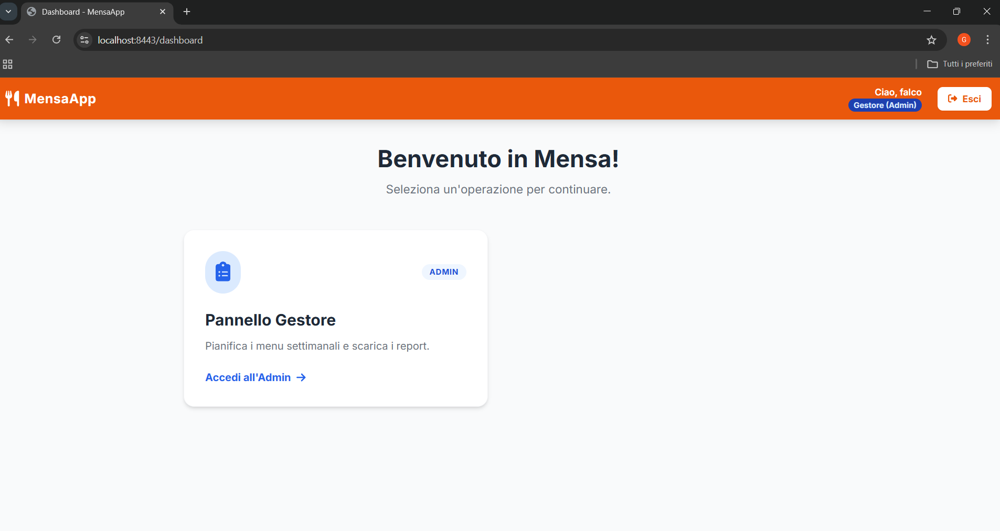 Dashboard - MensaApp
localhost:8443/dashboard
G
Tutti i preferiti
MensaApp
Ciao, falco
Gestore (Admin)
Esci
Benvenuto in Mensa!
Seleziona un'operazione per continuare.
ADMIN
Pannello Gestore
Pianifica i menu settimanali e scarica i report.
Accedi all'Admin →